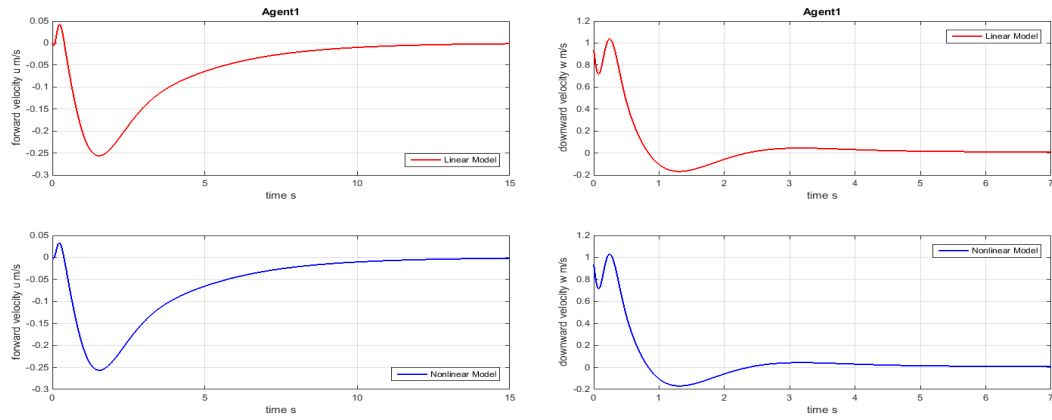 Agent1
forward velocity u m/s
0.05
0
-0.05
-0.1
-0.15
-0.2
-0.25
-0.3
Linear Model
0 5 10 15
time s
Agent1
downward velocity w m/s
1.2
1
0.8
0.6
0.4
0.2
0
-0.2
Linear Model
0 1 2 3 4 5 6 7
time s
forward velocity u m/s
0.05
0
-0.05
-0.1
-0.15
-0.2
-0.25
-0.3
Nonlinear Model
0 5 10 15
time s
downward velocity w m/s
1.2
1
0.8
0.6
0.4
0.2
0
-0.2
Nonlinear Model
0 1 2 3 4 5 6 7
time s